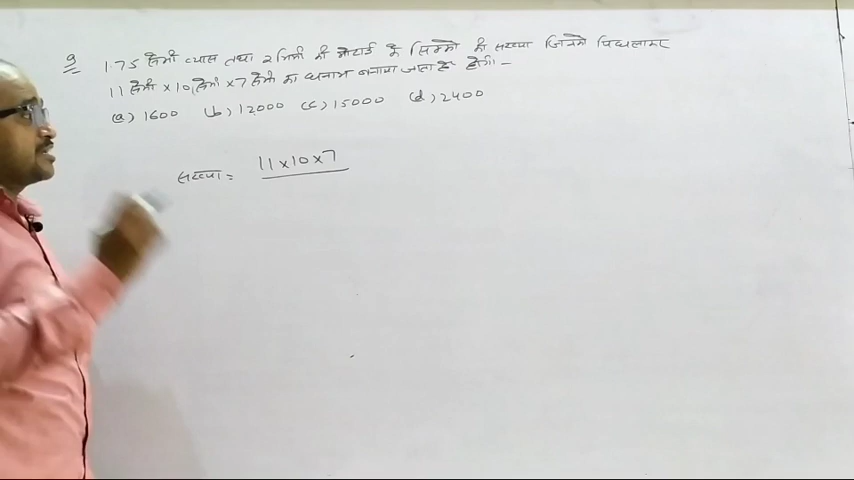 9 1.75 सेमी व्यास तथा 2 मिमी की मोटाई के सिक्को की संख्या जिनको पिघलाकर
11 सेमी × 10 सेमी × 7 सेमी का घनाभ बनाया जाता है होगी -
(a) 1600 (b) 12000 (c) 15000 (d) 2400
संख्या = 11×10×7